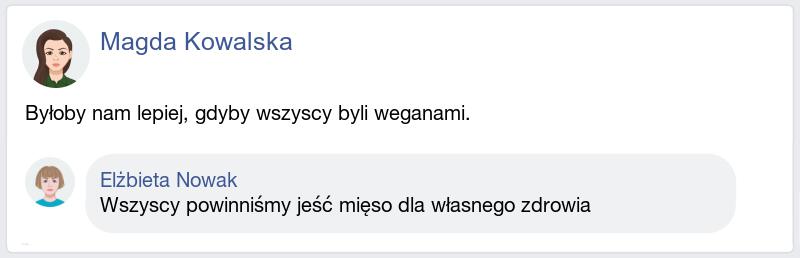 Magda Kowalska
Byłoby nam lepiej, gdyby wszyscy byli weganami.
Elżbieta Nowak
Wszyscy powinniśmy jeść mięso dla własnego zdrowia